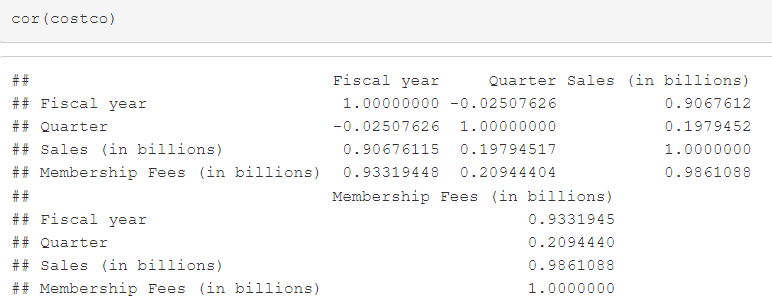 cor(costco)
## Fiscal year Quarter Sales (in billions)
## Fiscal year 1.00000000 -0.02507626 0.9067612
## Quarter -0.02507626 1.00000000 0.1979452
## Sales (in billions) 0.90676115 0.19794517 1.0000000
## Membership Fees (in billions) 0.93319448 0.20944404 0.9861088
## Membership Fees (in billions)
## Fiscal year 0.9331945
## Quarter 0.2094440
## Sales (in billions) 0.9861088
## Membership Fees (in billions) 1.0000000